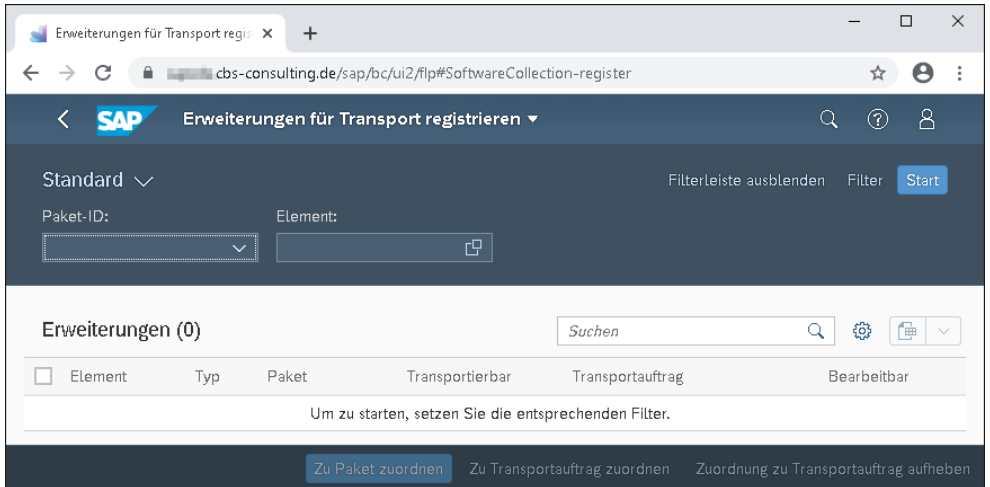 Erweiterungen für Transport regis
cbs-consulting.de/sap/bc/ui2/flp#SoftwareCollection-register
SAP Erweiterungen für Transport registrieren
Standard Filterleiste ausblenden Filter Start
Paket-ID: Element:
Erweiterungen (0) Suchen
Element Typ Paket Transportierbar Transportauftrag Bearbeitbar
Um zu starten, setzen Sie die entsprechenden Filter.
Zu Paket zuordnen Zu Transportauftrag zuordnen Zuordnung zu Transportauftrag aufheben